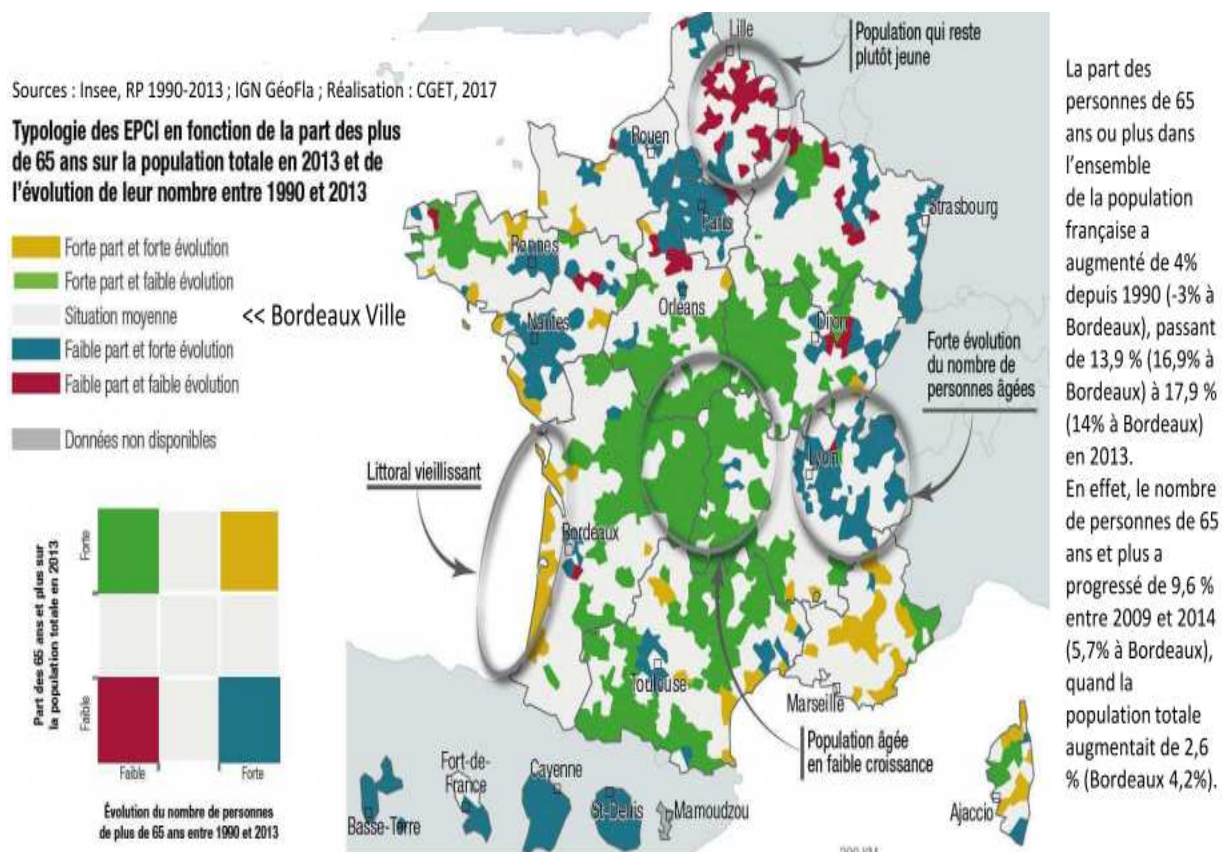 Sources : Insee, RP 1990-2013 ; IGN GéoFla ; Réalisation : CGET, 2017
Typologie des EPCI en fonction de la part des plus
de 65 ans sur la population totale en 2013 et de
l'évolution de leur nombre entre 1990 et 2013
Forte part et forte évolution
Forte part et faible évolution
Situation moyenne
<< Bordeaux Ville
Faible part et forte évolution
Faible part et faible évolution
Données non disponibles
Part des 65 ans et plus sur
la population totale en 2013
Forte
Faible
Faible
Forte
Évolution du nombre de personnes
de plus de 65 ans entre 1990 et 2013
Lille
Population qui reste
plutôt jeune
Rouen
Paris
Strasbourg
Rennes
Orléans
Nantes
Dijon
Forte évolution
du nombre de
personnes âgées
Littoral vieillissant
Lyon
Bordeaux
Toulouse
Marseille
Population âgée
en faible croissance
Ajaccio
Basse-Terre
Fort-de-
France
Cayenne
St-Denis
Mamoudzou
La part des
personnes de 65
ans ou plus dans
l'ensemble
de la population
française a
augmenté de 4%
depuis 1990 (-3% à
Bordeaux), passant
de 13,9 % (16,9% à
Bordeaux) à 17,9 %
(14% à Bordeaux)
en 2013.
En effet, le nombre
de personnes de 65
ans et plus a
progressé de 9,6 %
entre 2009 et 2014
(5,7% à Bordeaux),
quand la
population totale
augmentait de 2,6
% (Bordeaux 4,2%).